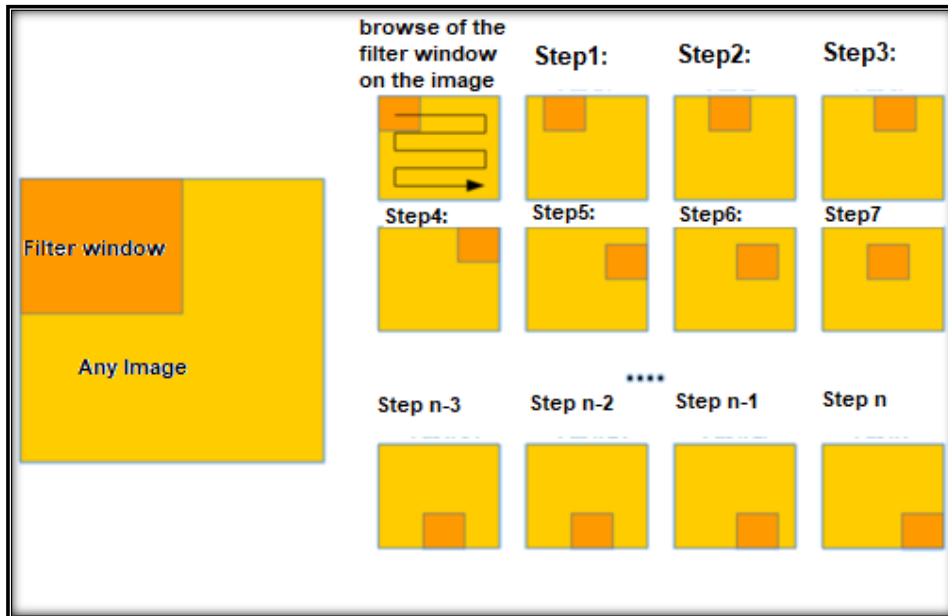 browse of the
filter window
on the image
Step1:
Step2:
Step3:
Filter window
Any Image
Step4:
Step5:
Step6:
Step7
....
Step n-3
Step n-2
Step n-1
Step n